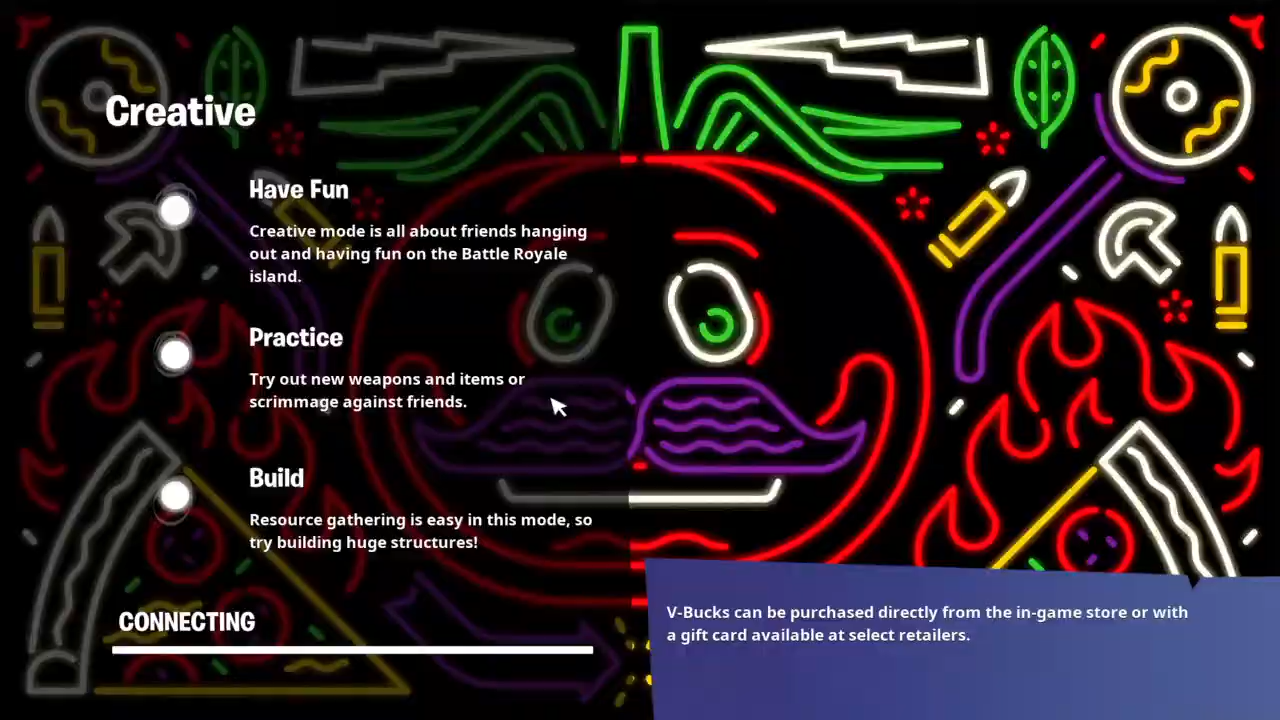 Creative
Have Fun
Creative mode is all about friends hanging
out and having fun on the Battle Royale
island.
Practice
Try out new weapons and items or
scrimmage against friends.
Build
Resource gathering is easy in this mode, so
try building huge structures!
CONNECTING
V-Bucks can be purchased directly from the in-game store or with
a gift card available at select retailers.